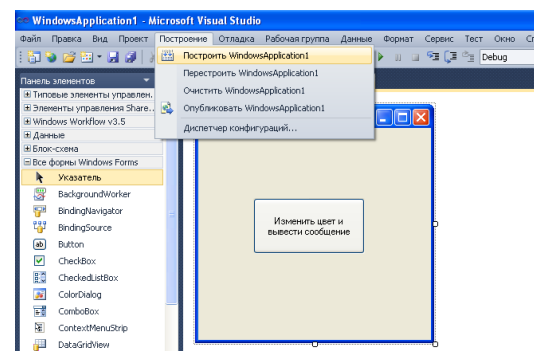 WindowsApplication1 - Microsoft Visual Studio
Файл Правка Вид Проект Построение Отладка Рабочая группа Данные Формат Сервис Тест Окно
Debug
Построить WindowsApplication1
Перестроить WindowsApplication1
Очистить WindowsApplication1
Опубликовать WindowsApplication1
Диспетчер конфигураций...
Панель элементов
Типовые элементы управлен.
Элементы управления Share..
Windows Workflow v3.5
Данные
Блок-схема
Все формы Windows Forms
Указатель
BackgroundWorker
BindingNavigator
BindingSource
Button
CheckBox
CheckedListBox
ColorDialog
ComboBox
ContextMenuStrip
DataGridView
Изменить цвет и
вывести сообщение